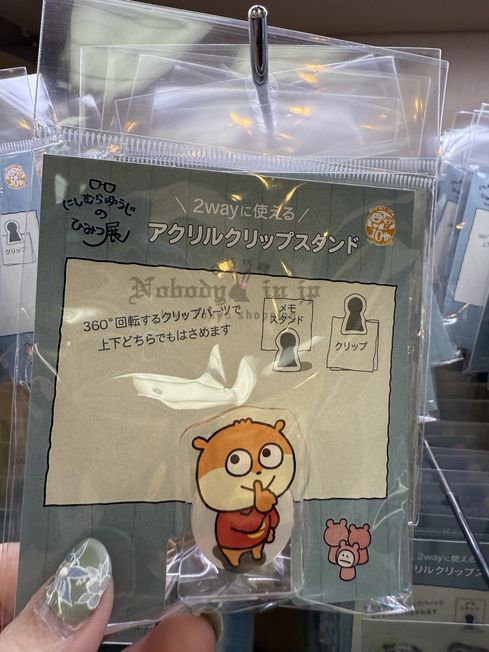 にしむらゆうじ
の
ひみつ展
2wayに使える
アクリルクリップスタンド
10th
Nobody in jp
360°回転するクリップパーツで
上下どちらでもはさめます
メモ
スタンド
クリップ
クリップ
2wayに使える
アクリルクリップス